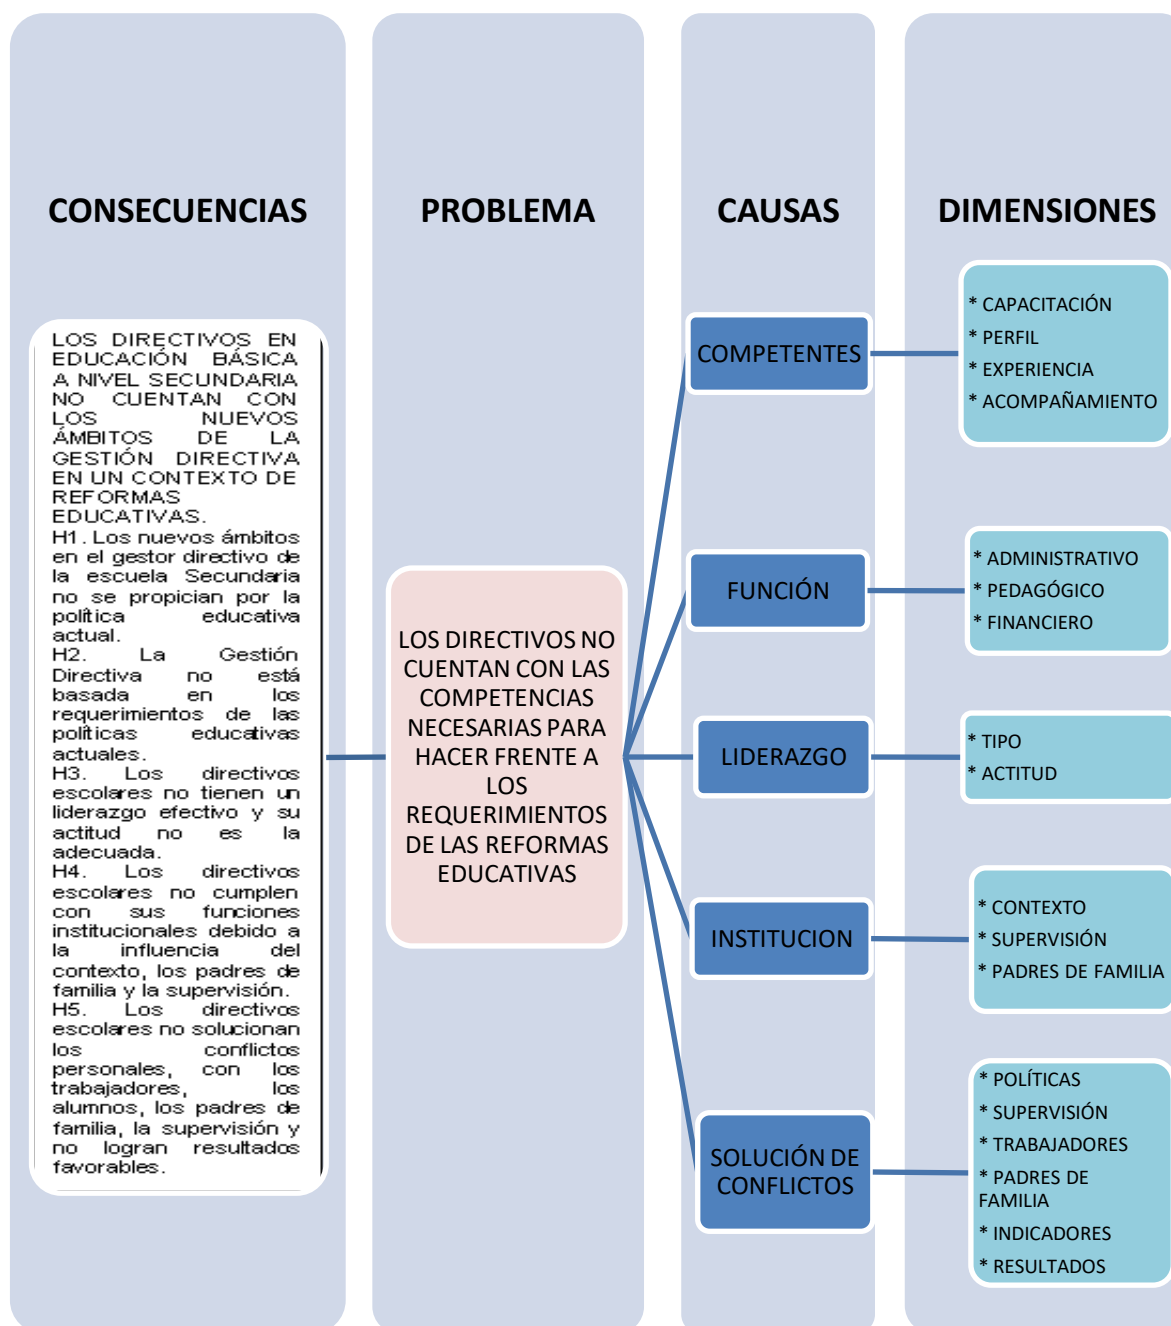 CONSECUENCIAS
LOS DIRECTIVOS EN
EDUCACIÓN BÁSICA
A NIVEL SECUNDARIA
NO CUENTAN CON
LOS NUEVOS
ÁMBITOS DE LA
GESTIÓN DIRECTIVA
EN UN CONTEXTO DE
REFORMAS
EDUCATIVAS.
H1. Los nuevos ámbitos
en el gestor directivo de
la escuela Secundaria
no se propician por la
política educativa
actual.
H2. La Gestión
Directiva no está
basada en los
requerimientos de las
políticas educativas
actuales.
H3. Los directivos
escolares no tienen un
liderazgo efectivo y su
actitud no es la
adecuada.
H4. Los directivos
escolares no cumplen
con sus funciones
institucionales debido a
la influencia del
contexto, los padres de
familia y la supervisión.
H5. Los directivos
escolares no solucionan
los conflictos
personales, con los
trabajadores, los
alumnos, los padres de
familia, la supervisión y
no logran resultados
favorables.
PROBLEMA
LOS DIRECTIVOS NO
CUENTAN CON LAS
COMPETENCIAS
NECESARIAS PARA
HACER FRENTE A
LOS
REQUERIMIENTOS
DE LAS REFORMAS
EDUCATIVAS
CAUSAS
COMPETENTES
FUNCIÓN
LIDERAZGO
INSTITUCION
SOLUCIÓN DE
CONFLICTOS
DIMENSIONES
* CAPACITACIÓN
* PERFIL
* EXPERIENCIA
* ACOMPAÑAMIENTO
* ADMINISTRATIVO
* PEDAGÓGICO
* FINANCIERO
* TIPO
* ACTITUD
* CONTEXTO
* SUPERVISIÓN
* PADRES DE FAMILIA
* POLÍTICAS
* SUPERVISIÓN
* TRABAJADORES
* PADRES DE
FAMILIA
* INDICADORES
* RESULTADOS